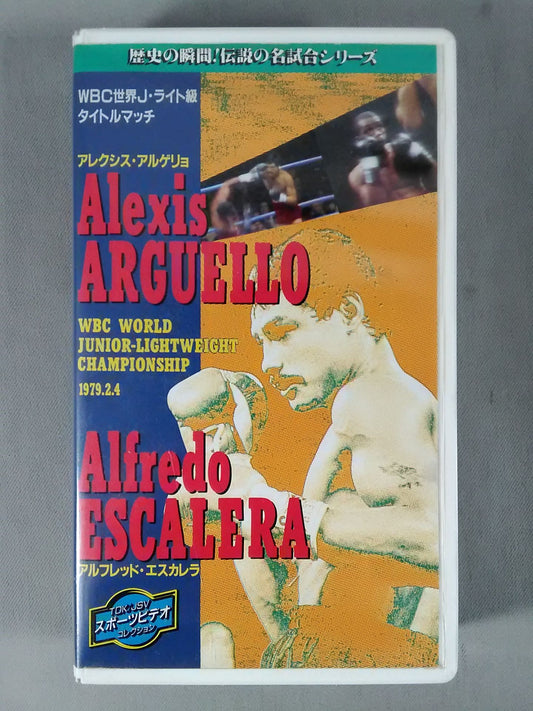 歴史の瞬間!伝説の名試合シリーズ
WBC世界J・ライト級
タイトルマッチ
アレクシス・アルゲリョ
Alexis
ARGUELLO
WBC WORLD
JUNIOR-LIGHTWEIGHT
CHAMPIONSHIP
1979.2.4
Alfredo
ESCALERA
アルフレッド・エスカレラ
TDK/JSV
スポーツビデオ
コレクション